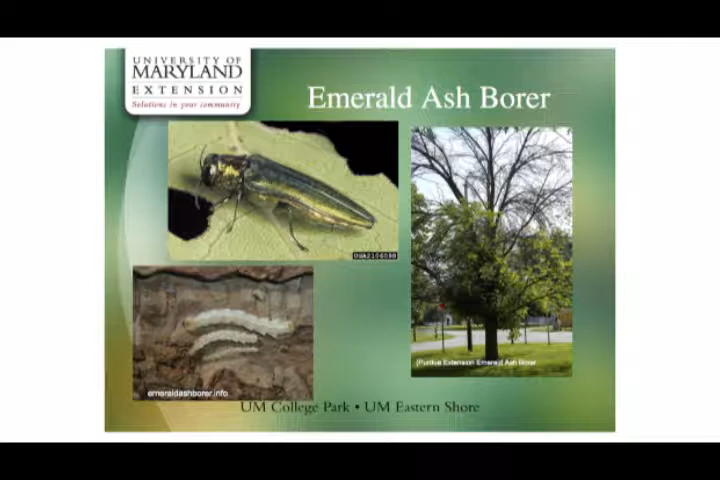 UNIVERSITY OF
MARYLAND
EXTENSION
Solutions in your community
Emerald Ash Borer
(Purdue Extension Emerald Ash Borer
emeraldashborer.info
UM College Park • UM Eastern Shore